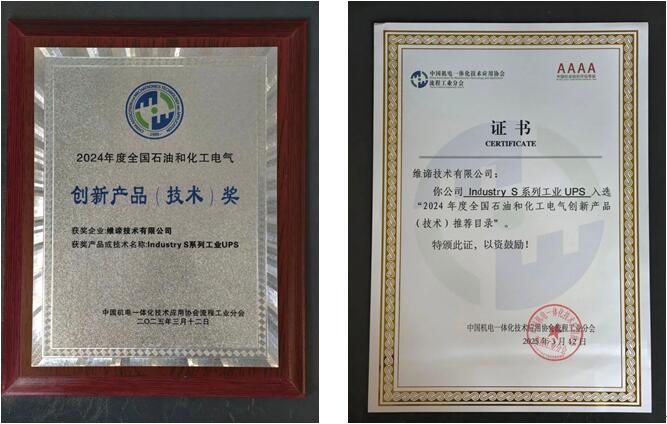 2024年度全国石油和化工电气
创新产品（技术）奖
获奖企业:维谛技术有限公司
获奖产品或技术名称:Industry S系列工业UPS
中国机电一体化技术应用协会流程工业分会
二〇二五年三月十二日
中国机电一体化技术应用协会
流程工业分会
AAAA
证书
CERTIFICATE
维谛技术有限公司：
你公司 Industry S 系列工业 UPS 入选
“2024 年度全国石油和化工电气创新产品
（技术）推荐目录”。
特颁此证，以资鼓励！
中国机电一体化技术应用协会流程工业分会
2025 年 3 月 12 日